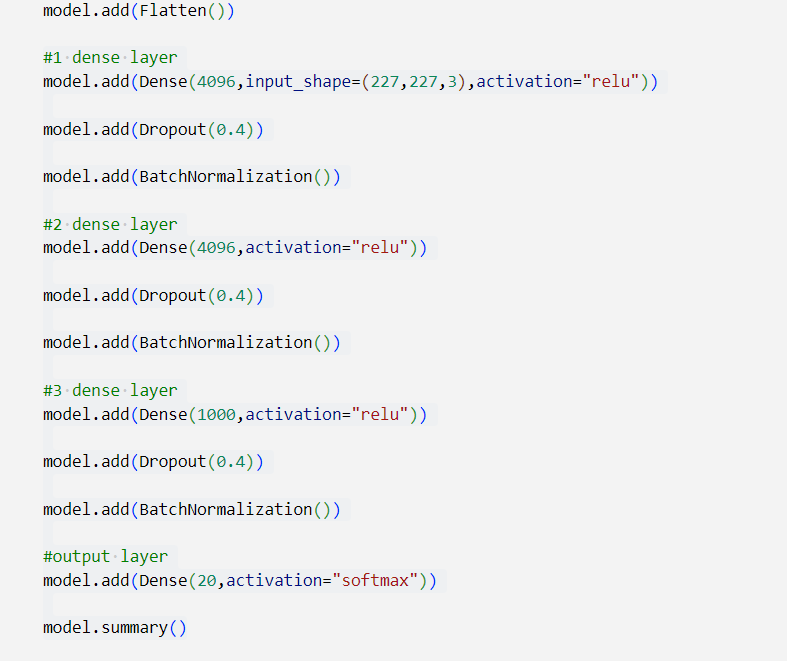 model.add(Flatten())
#1 dense layer
model.add(Dense(4096,input_shape=(227,227,3),activation="relu"))
model.add(Dropout(0.4))
model.add(BatchNormalization())
#2 dense layer
model.add(Dense(4096,activation="relu"))
model.add(Dropout(0.4))
model.add(BatchNormalization())
#3 dense layer
model.add(Dense(1000,activation="relu"))
model.add(Dropout(0.4))
model.add(BatchNormalization())
#output layer
model.add(Dense(20,activation="softmax"))
model.summary()